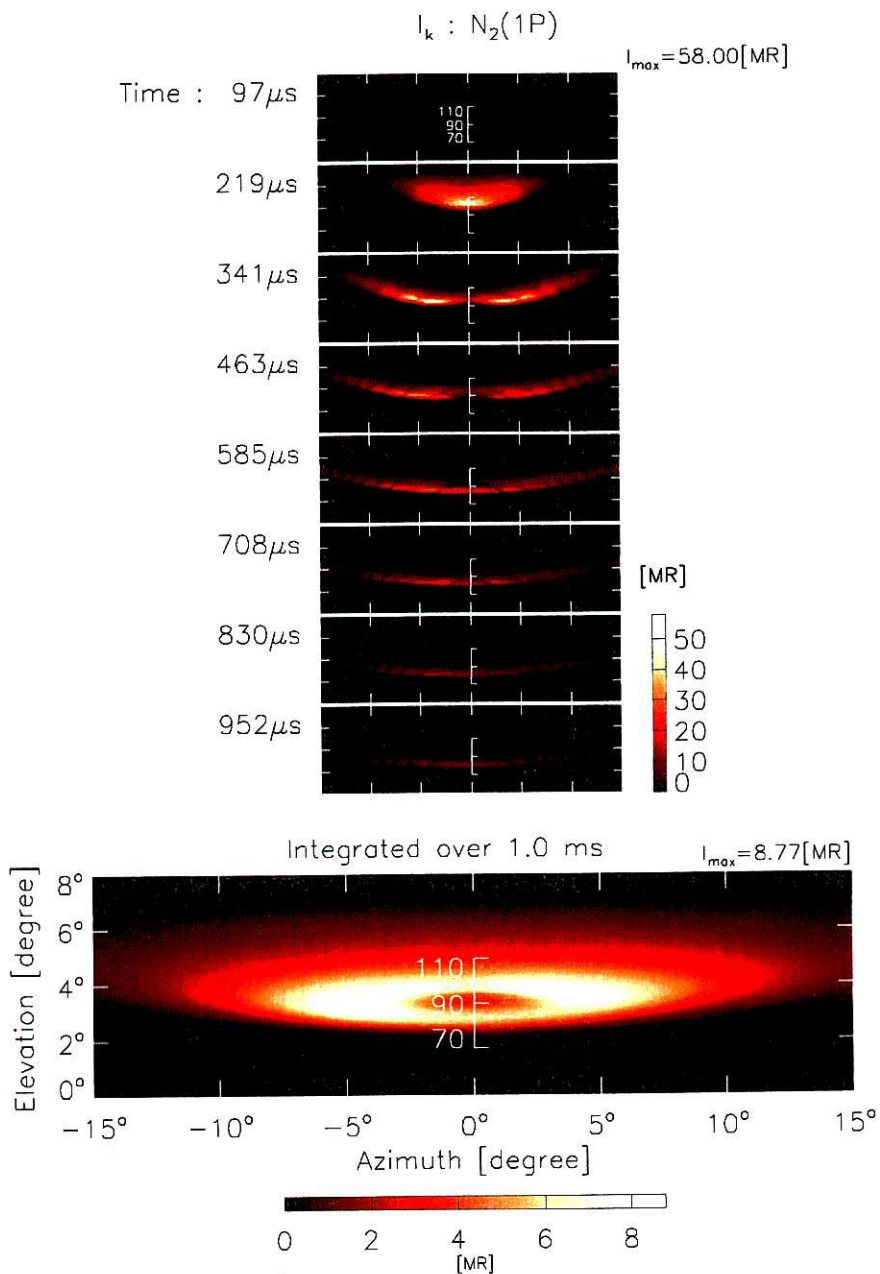 I_k : N₂(1P)
I_max=58.00[MR]
Time : 97μs
110
90
70
219μs
341μs
463μs
585μs
708μs
830μs
952μs
[MR]
50
40
30
20
10
0
Integrated over 1.0 ms
I_max=8.77[MR]
Elevation [degree]
8°
6°
4°
2°
0°
110
90
70
-15° -10° -5° 0° 5° 10° 15°
Azimuth [degree]
0 2 4 6 8
[MR]